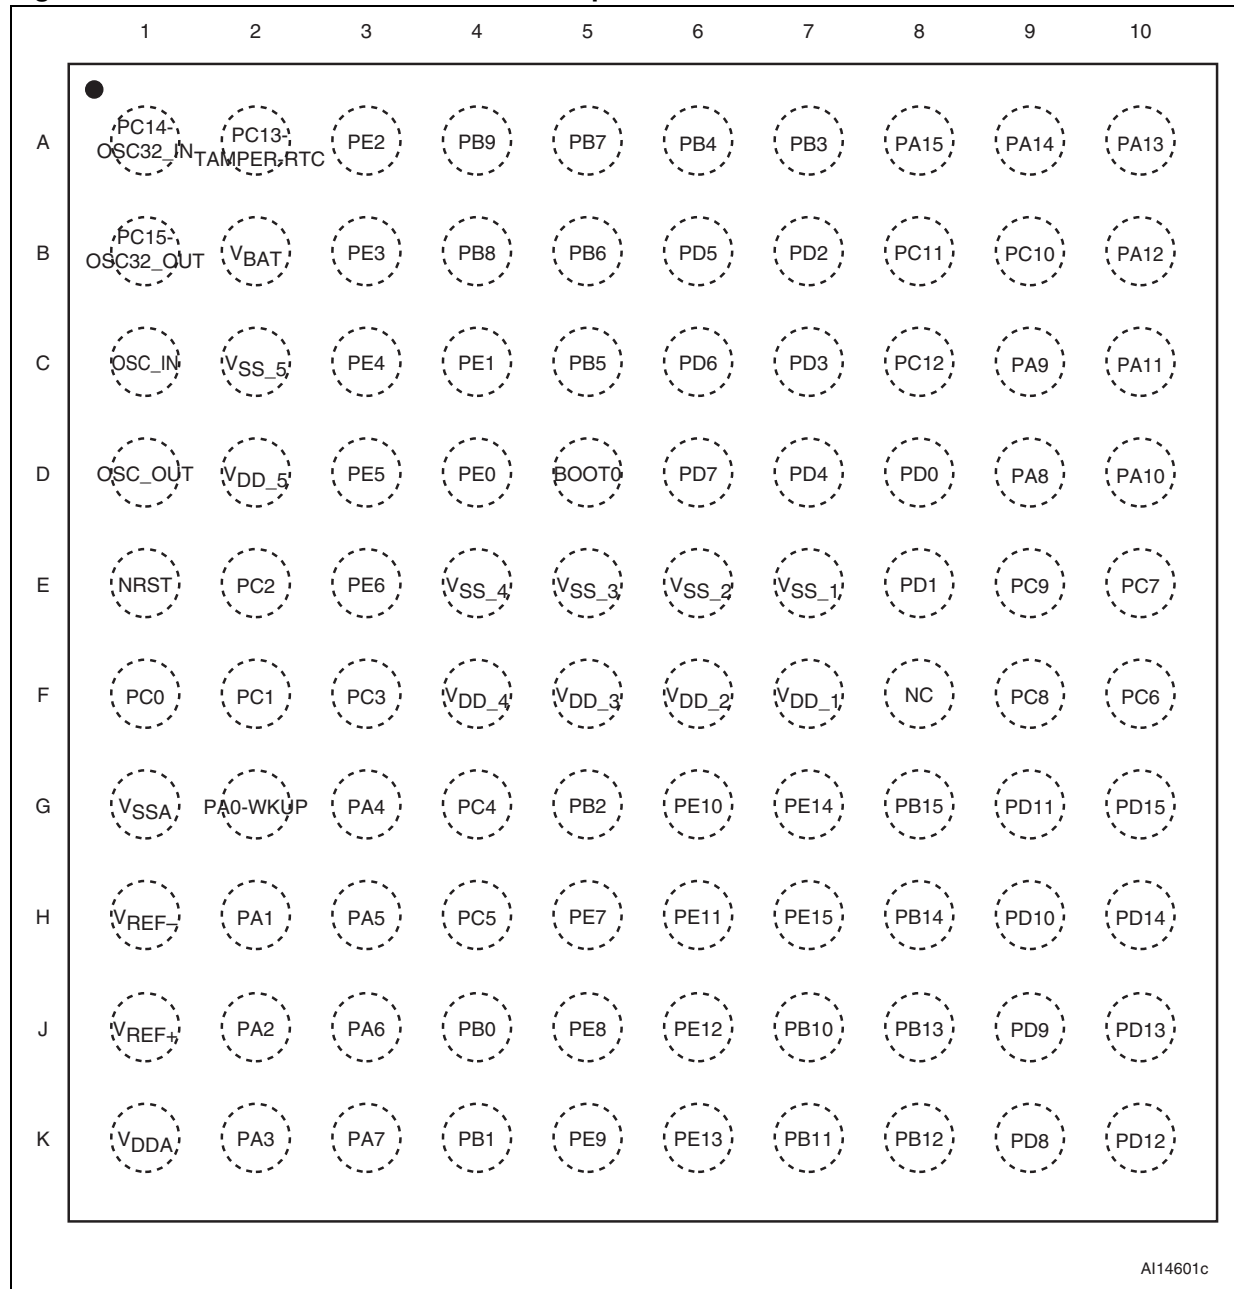 1 2 3 4 5 6 7 8 9 10
A PC14-OSC32_IN PC13-TAMPER-RTC PE2 PB9 PB7 PB4 PB3 PA15 PA14 PA13
B PC15-OSC32_OUT VBAT PE3 PB8 PB6 PD5 PD2 PC11 PC10 PA12
C OSC_IN VSS_5 PE4 PE1 PB5 PD6 PD3 PC12 PA9 PA11
D OSC_OUT VDD_5 PE5 PE0 BOOT0 PD7 PD4 PD0 PA8 PA10
E NRST PC2 PE6 VSS_4 VSS_3 VSS_2 VSS_1 PD1 PC9 PC7
F PC0 PC1 PC3 VDD_4 VDD_3 VDD_2 VDD_1 NC PC8 PC6
G VSSA PA0-WKUP PA4 PC4 PB2 PE10 PE14 PB15 PD11 PD15
H VREF– PA1 PA5 PC5 PE7 PE11 PE15 PB14 PD10 PD14
J VREF+ PA2 PA6 PB0 PE8 PE12 PB10 PB13 PD9 PD13
K VDDA PA3 PA7 PB1 PE9 PE13 PB11 PB12 PD8 PD12
AI14601c